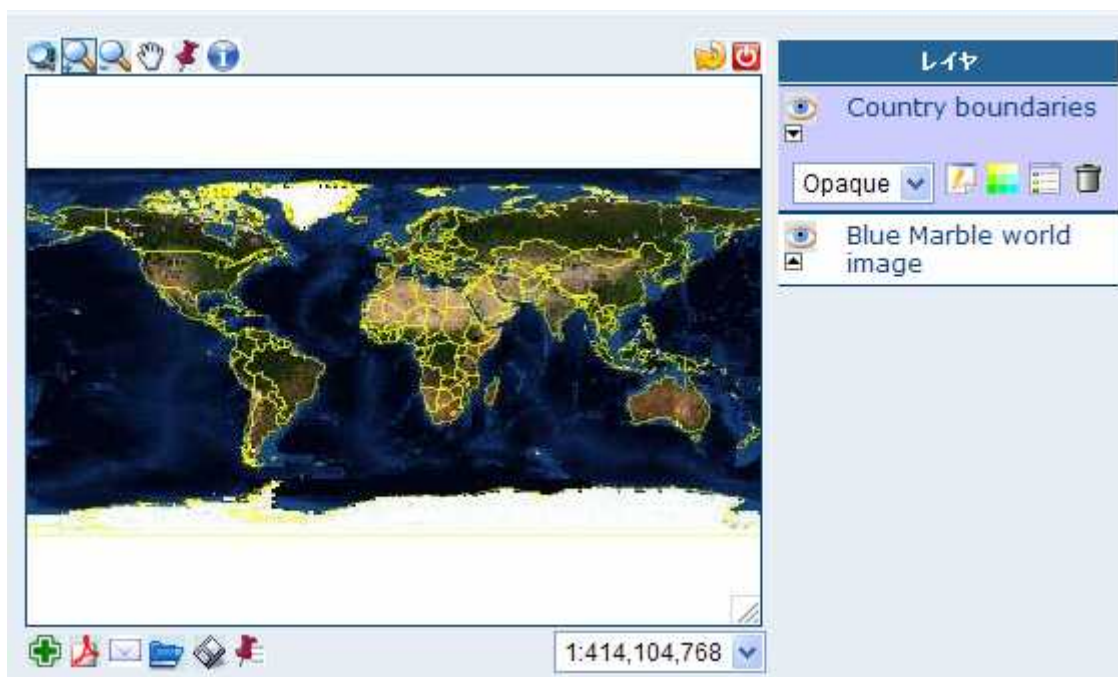 レイヤ
Country boundaries
Opaque
Blue Marble world
image
1:414,104,768